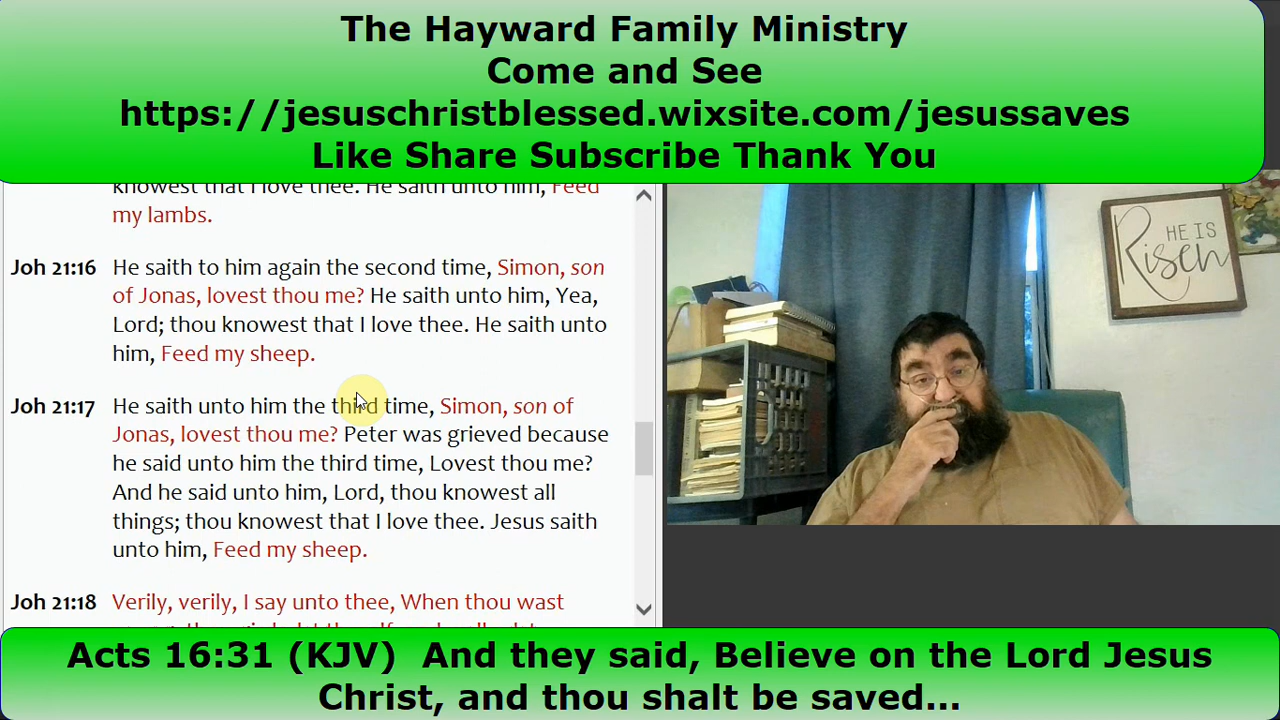 The Hayward Family Ministry
Come and See
https://jesuschristblessed.wixsite.com/jesussaves
Like Share Subscribe Thank You
knowest that I love thee. He saith unto him, Feed
my lambs.
Joh 21:16 He saith to him again the second time, Simon, son
of Jonas, lovest thou me? He saith unto him, Yea,
Lord; thou knowest that I love thee. He saith unto
him, Feed my sheep.
Joh 21:17 He saith unto him the third time, Simon, son of
Jonas, lovest thou me? Peter was grieved because
he said unto him the third time, Lovest thou me?
And he said unto him, Lord, thou knowest all
things; thou knowest that I love thee. Jesus saith
unto him, Feed my sheep.
Joh 21:18 Verily, verily, I say unto thee, When thou wast
HE IS
Risen
Acts 16:31 (KJV) And they said, Believe on the Lord Jesus
Christ, and thou shalt be saved...